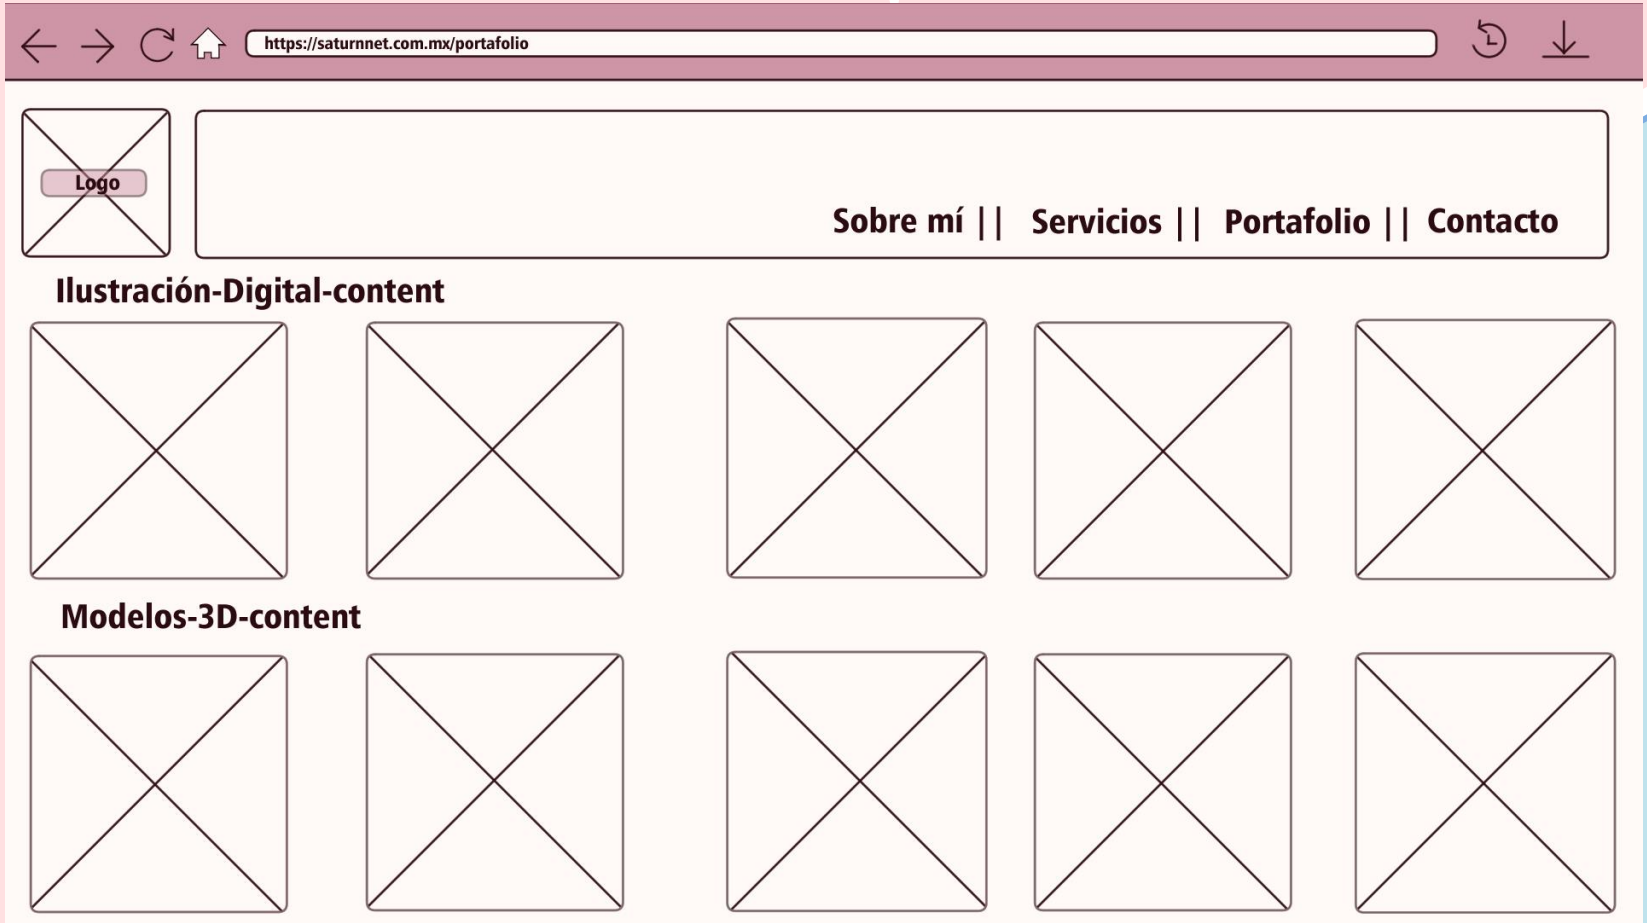 https://saturnnet.com.mx/portafolio
Logo
Sobre mí || Servicios || Portafolio || Contacto
Ilustración-Digital-content
Modelos-3D-content